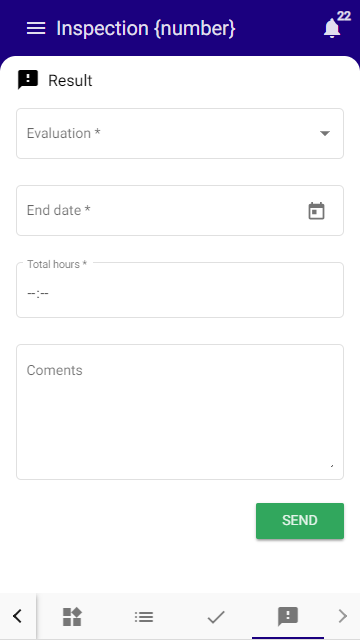 Inspection {number}
22
Result
Evaluation *
End date *
Total hours *
--:--
Coments
SEND